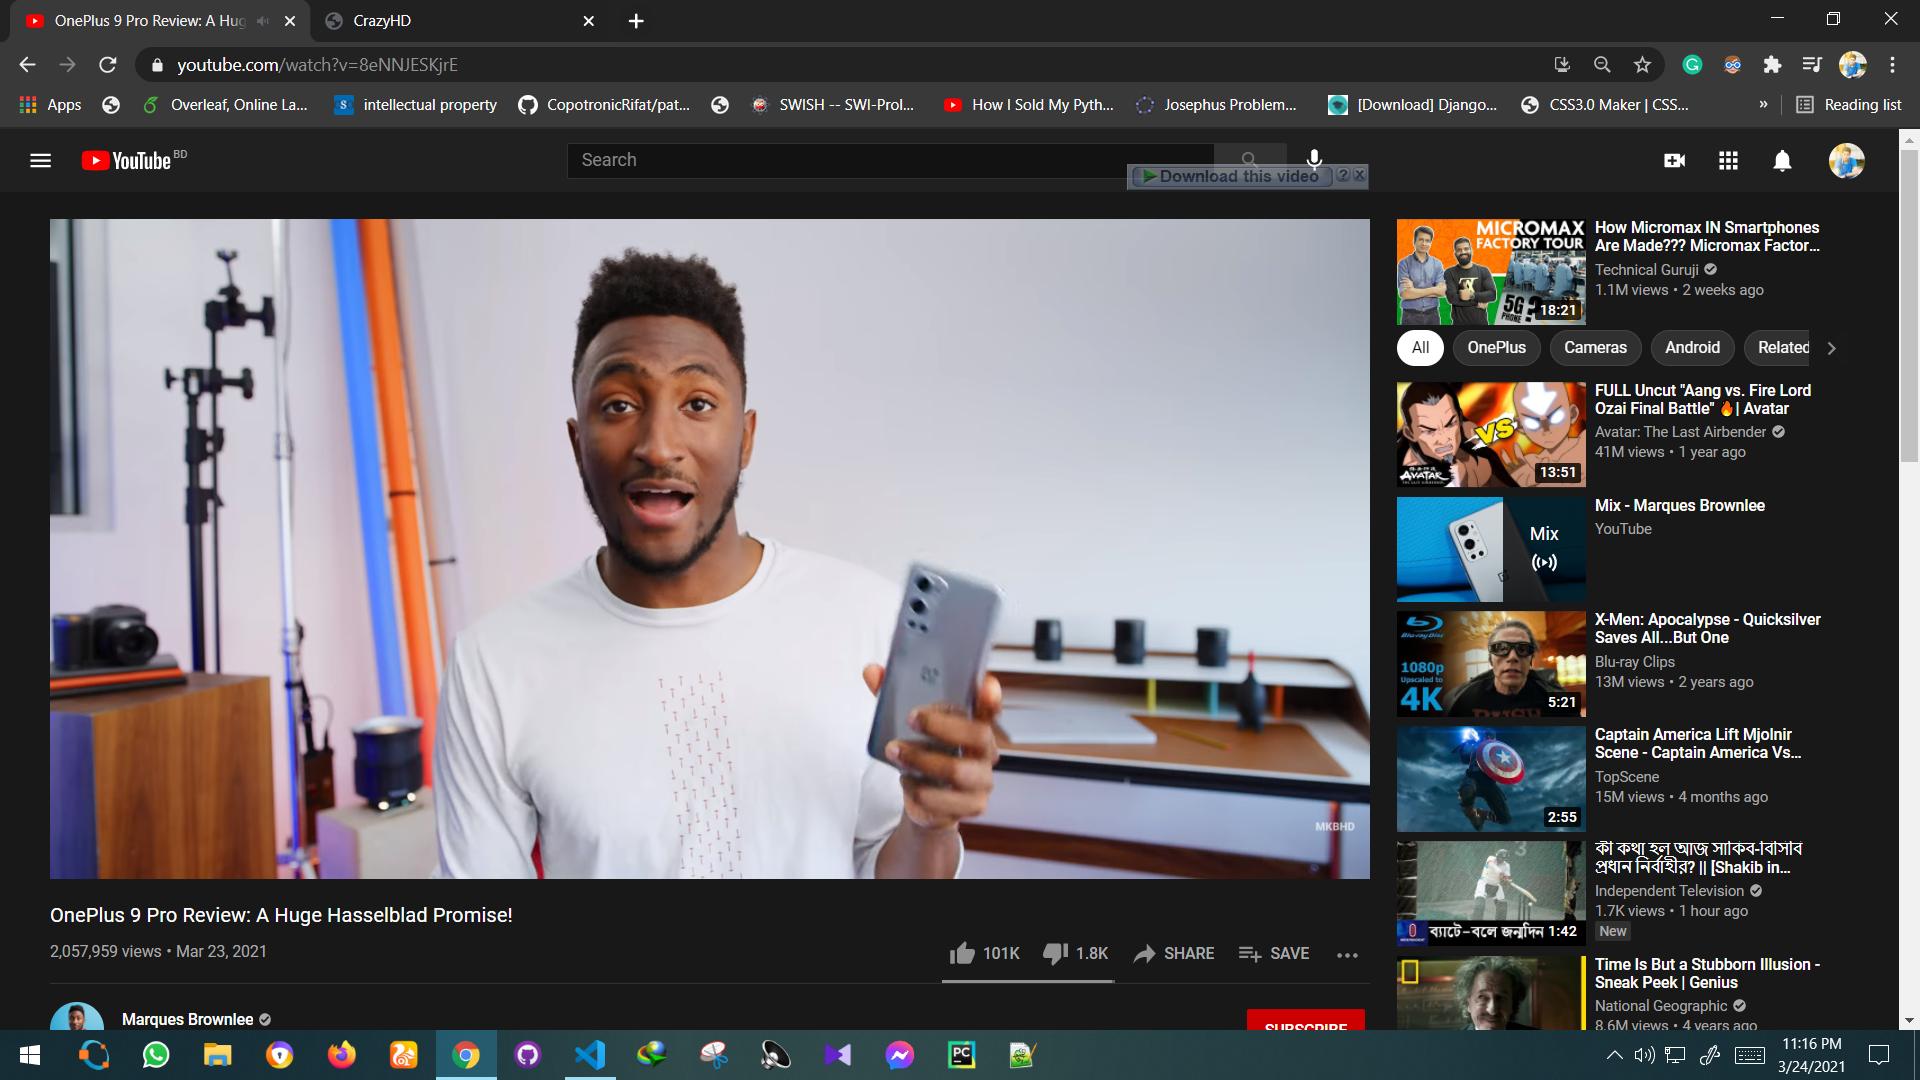 OnePlus 9 Pro Review: A Hug
CrazyHD
youtube.com/watch?v=8eNNJESKjrE
Apps
Overleaf, Online La...
intellectual property
CopotronicRifat/pat...
SWISH -- SWI-Prol...
How I Sold My Pyth...
Josephus Problem...
[Download] Django...
CSS3.0 Maker | CSS...
»
Reading list
YouTube BD
Search
Download this video
MKBHD
OnePlus 9 Pro Review: A Huge Hasselblad Promise!
2,057,959 views • Mar 23, 2021
101K
1.8K
SHARE
SAVE
Marques Brownlee
SUBSCRIBE
MICROMAX
FACTORY TOUR
5G ?
PHONE
18:21
How Micromax IN Smartphones
Are Made??? Micromax Factor...
Technical Guruji
1.1M views • 2 weeks ago
All
OnePlus
Cameras
Android
Related
VS
AVATAR
13:51
FULL Uncut "Aang vs. Fire Lord
Ozai Final Battle" 🔥| Avatar
Avatar: The Last Airbender
41M views • 1 year ago
Mix
Mix - Marques Brownlee
YouTube
Blu-ray Disc
1080p
Upscaled to
4K
5:21
X-Men: Apocalypse - Quicksilver
Saves All...But One
Blu-ray Clips
13M views • 2 years ago
2:55
Captain America Lift Mjolnir
Scene - Captain America Vs...
TopScene
15M views • 4 months ago
ব্যাটে-বলে জন্মদিন
1:42
কী কথা হল আজ সাকিব-বিসিবি
প্রধান নির্বাহীর? || [Shakib in...
Independent Television
1.7K views • 1 hour ago
New
Time Is But a Stubborn Illusion -
Sneak Peek | Genius
National Geographic
8.6M views • 4 years ago
PC
11:16 PM
3/24/2021